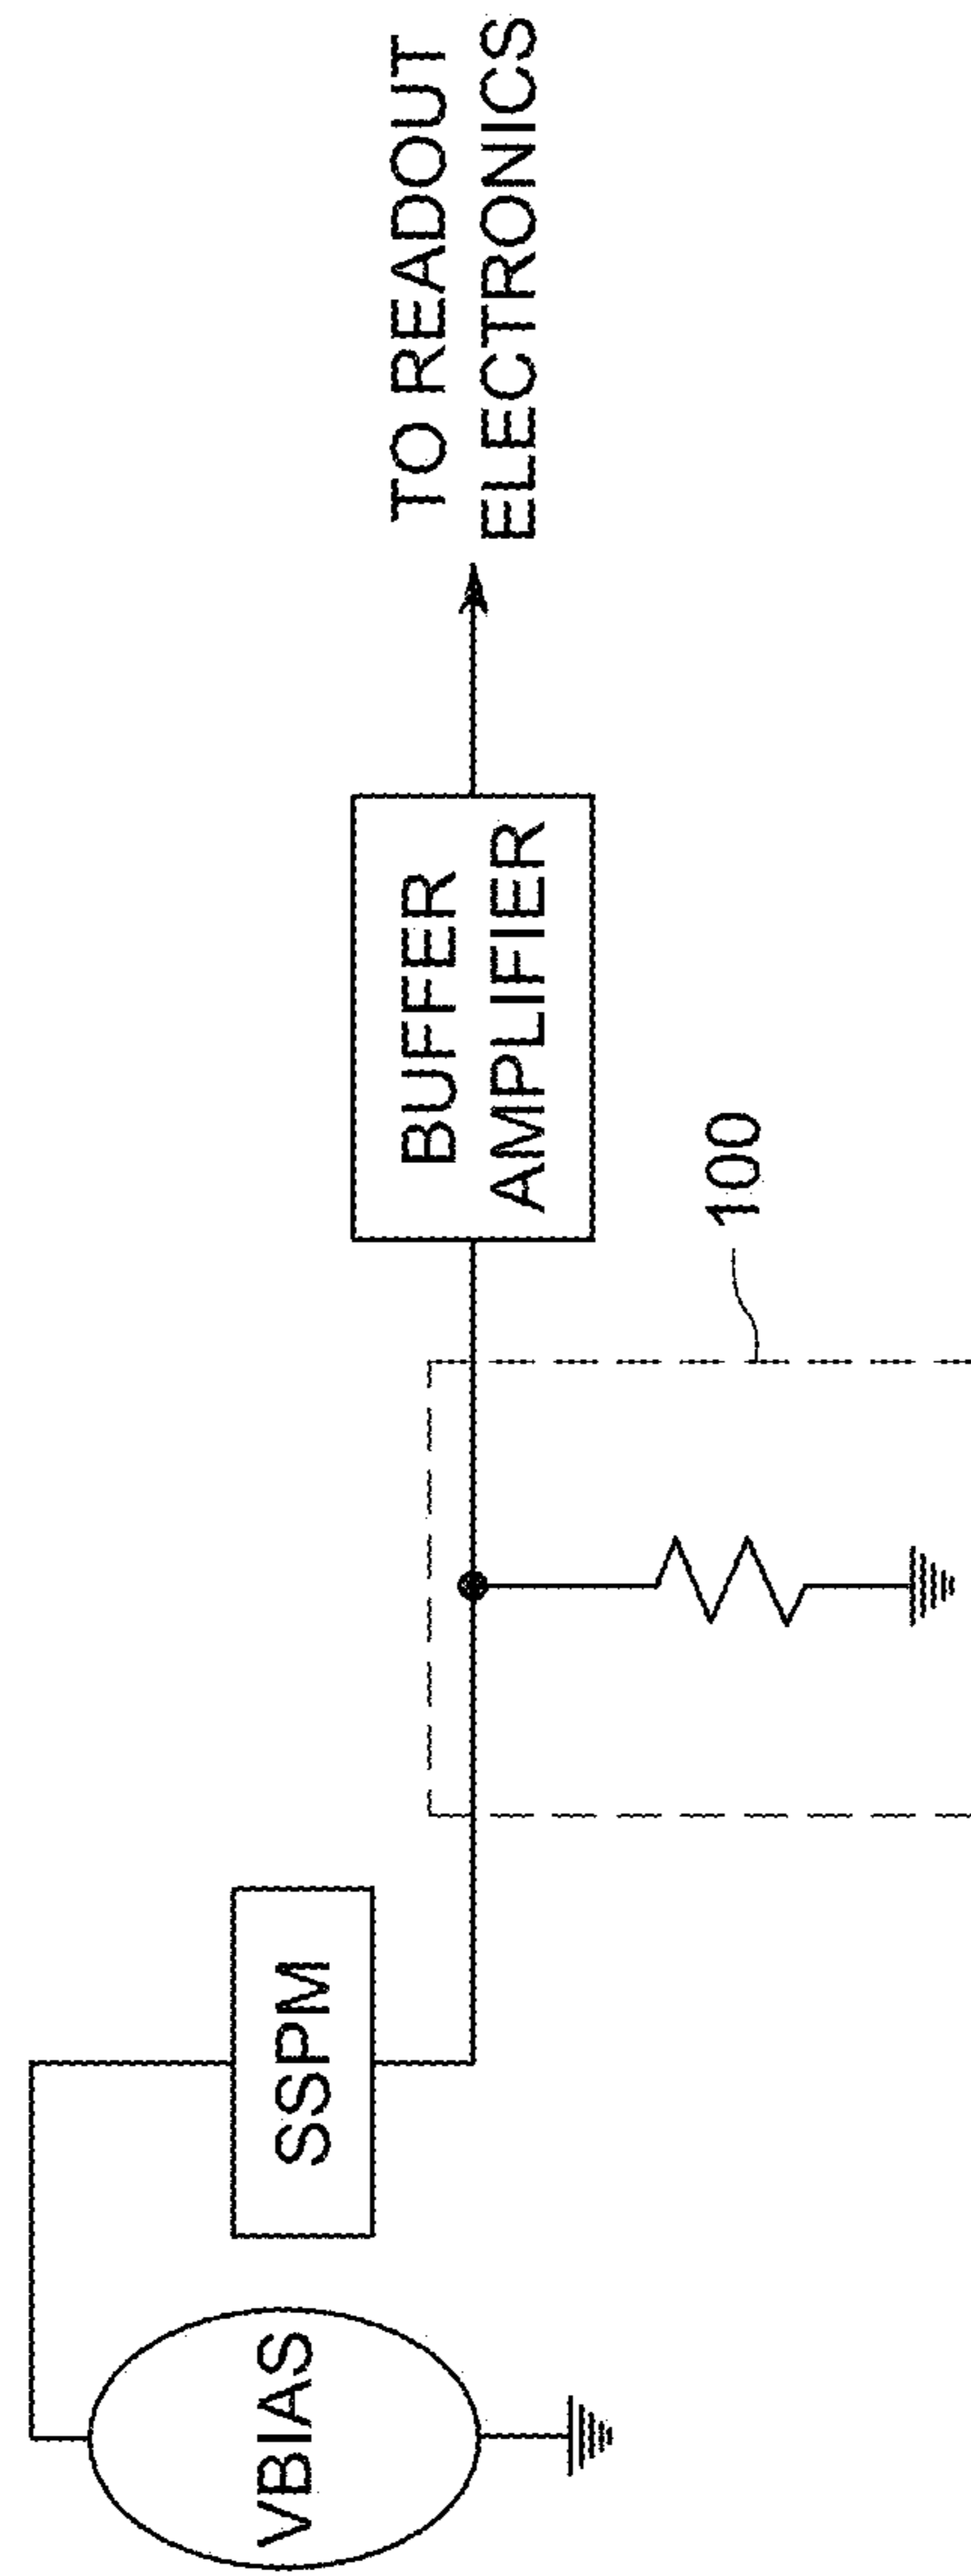 VBIAS
SSPM
100
BUFFER
AMPLIFIER
TO READOUT
ELECTRONICS